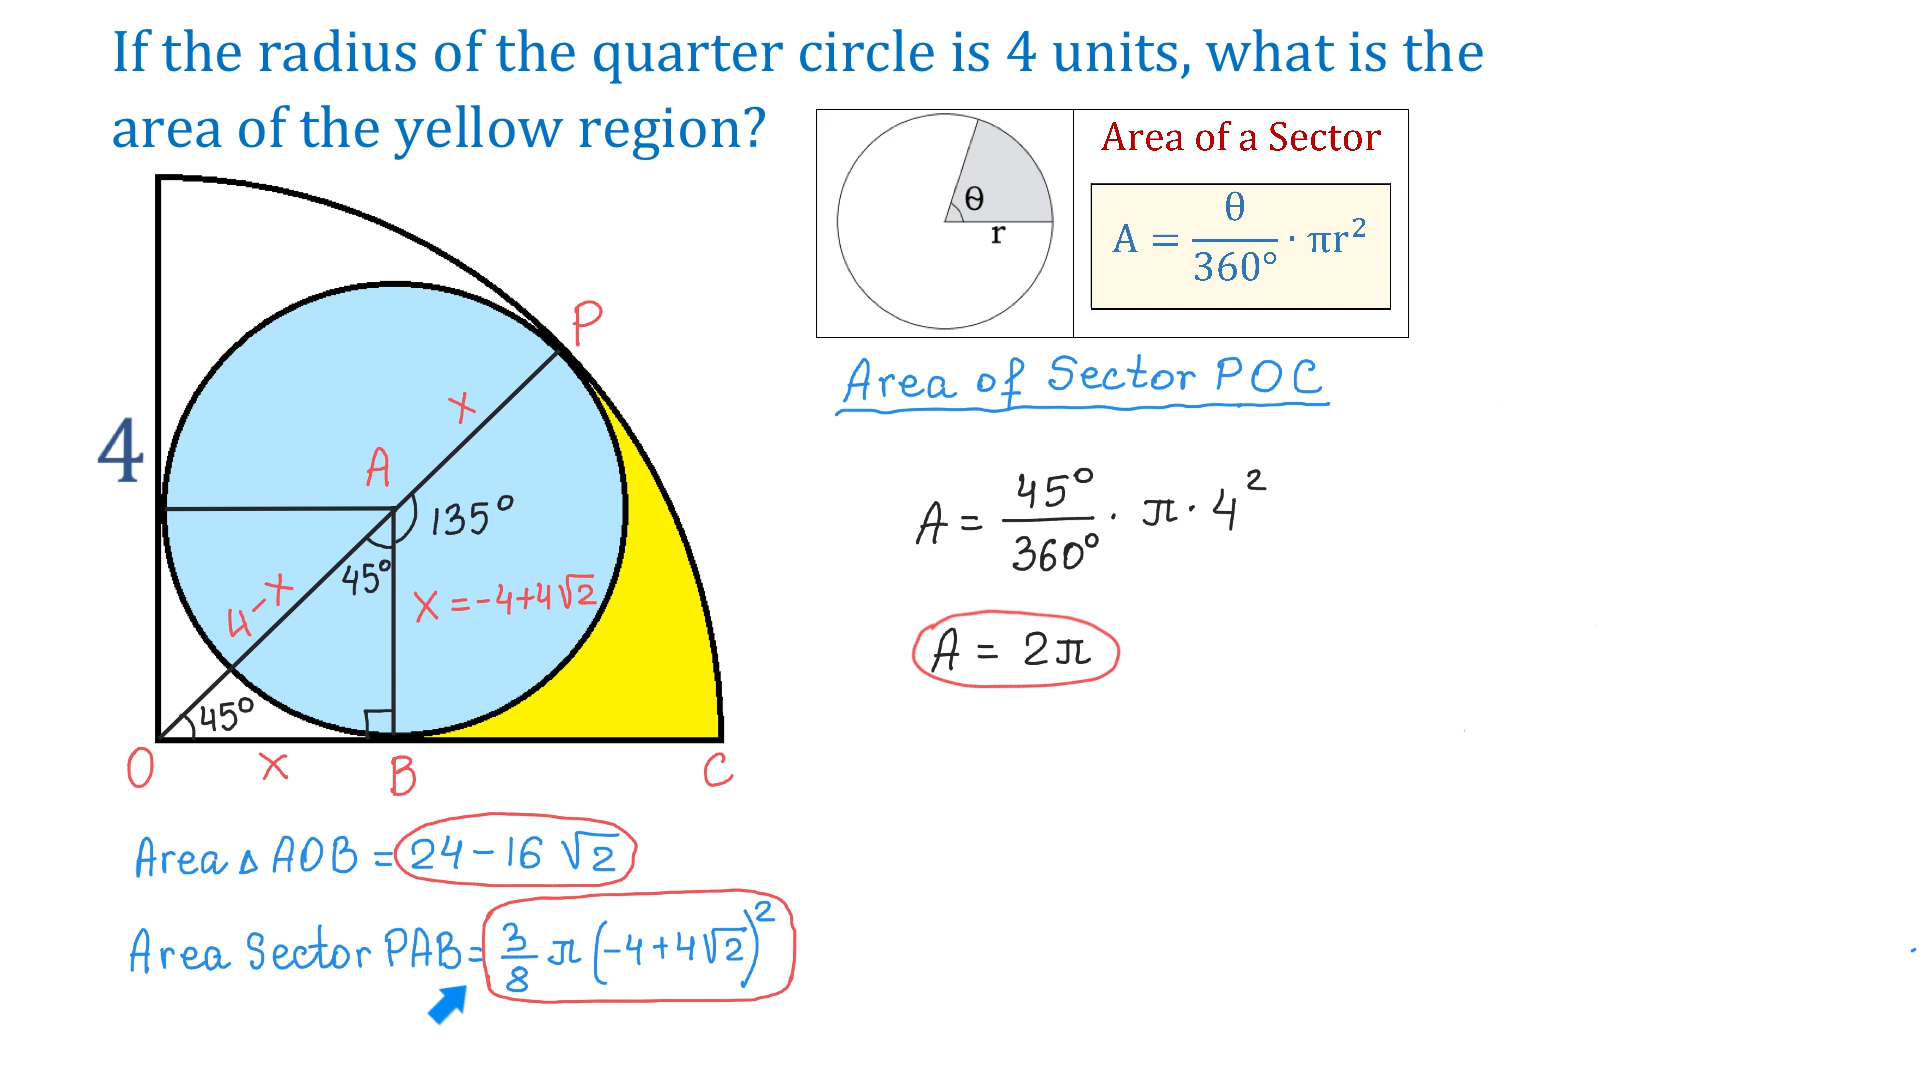 If the radius of the quarter circle is 4 units, what is the
area of the yellow region?
θ
r
Area of a Sector
A = θ/360° · πr²
4
P
x
A
135°
45°
4-x
x = -4+4√2
45°
O
x
B
C
Area of Sector POC
A = 45°/360° · π · 4²
A = 2π
Area △ AOB = 24-16√2
Area Sector PAB = 3/8 π (-4+4√2)²